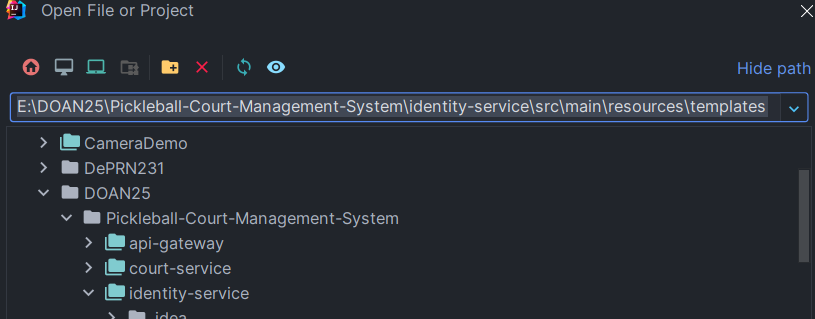 IJ
Open File or Project
Hide path
E:\DOAN25\Pickleball-Court-Management-System\identity-service\src\main\resources\templates
CameraDemo
DePRN231
DOAN25
Pickleball-Court-Management-System
api-gateway
court-service
identity-service
.idea